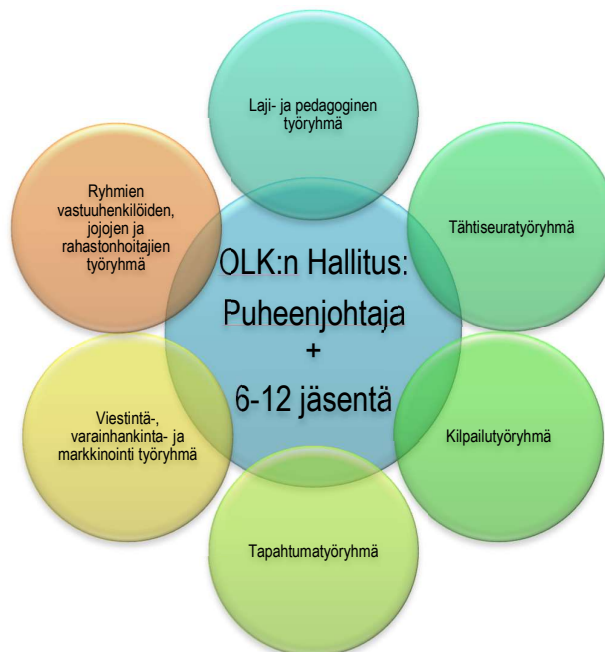 Laji- ja pedagoginen
työryhmä
Ryhmien
vastuuhenkilöiden,
jojojen ja
rahastonhoitajien
työryhmä
Tähtiseuratyöryhmä
OLK:n Hallitus:
Puheenjohtaja
+
6-12 jäsentä
Viestintä-,
varainhankinta- ja
markkinointi työryhmä
Kilpailutyöryhmä
Tapahtumatyöryhmä